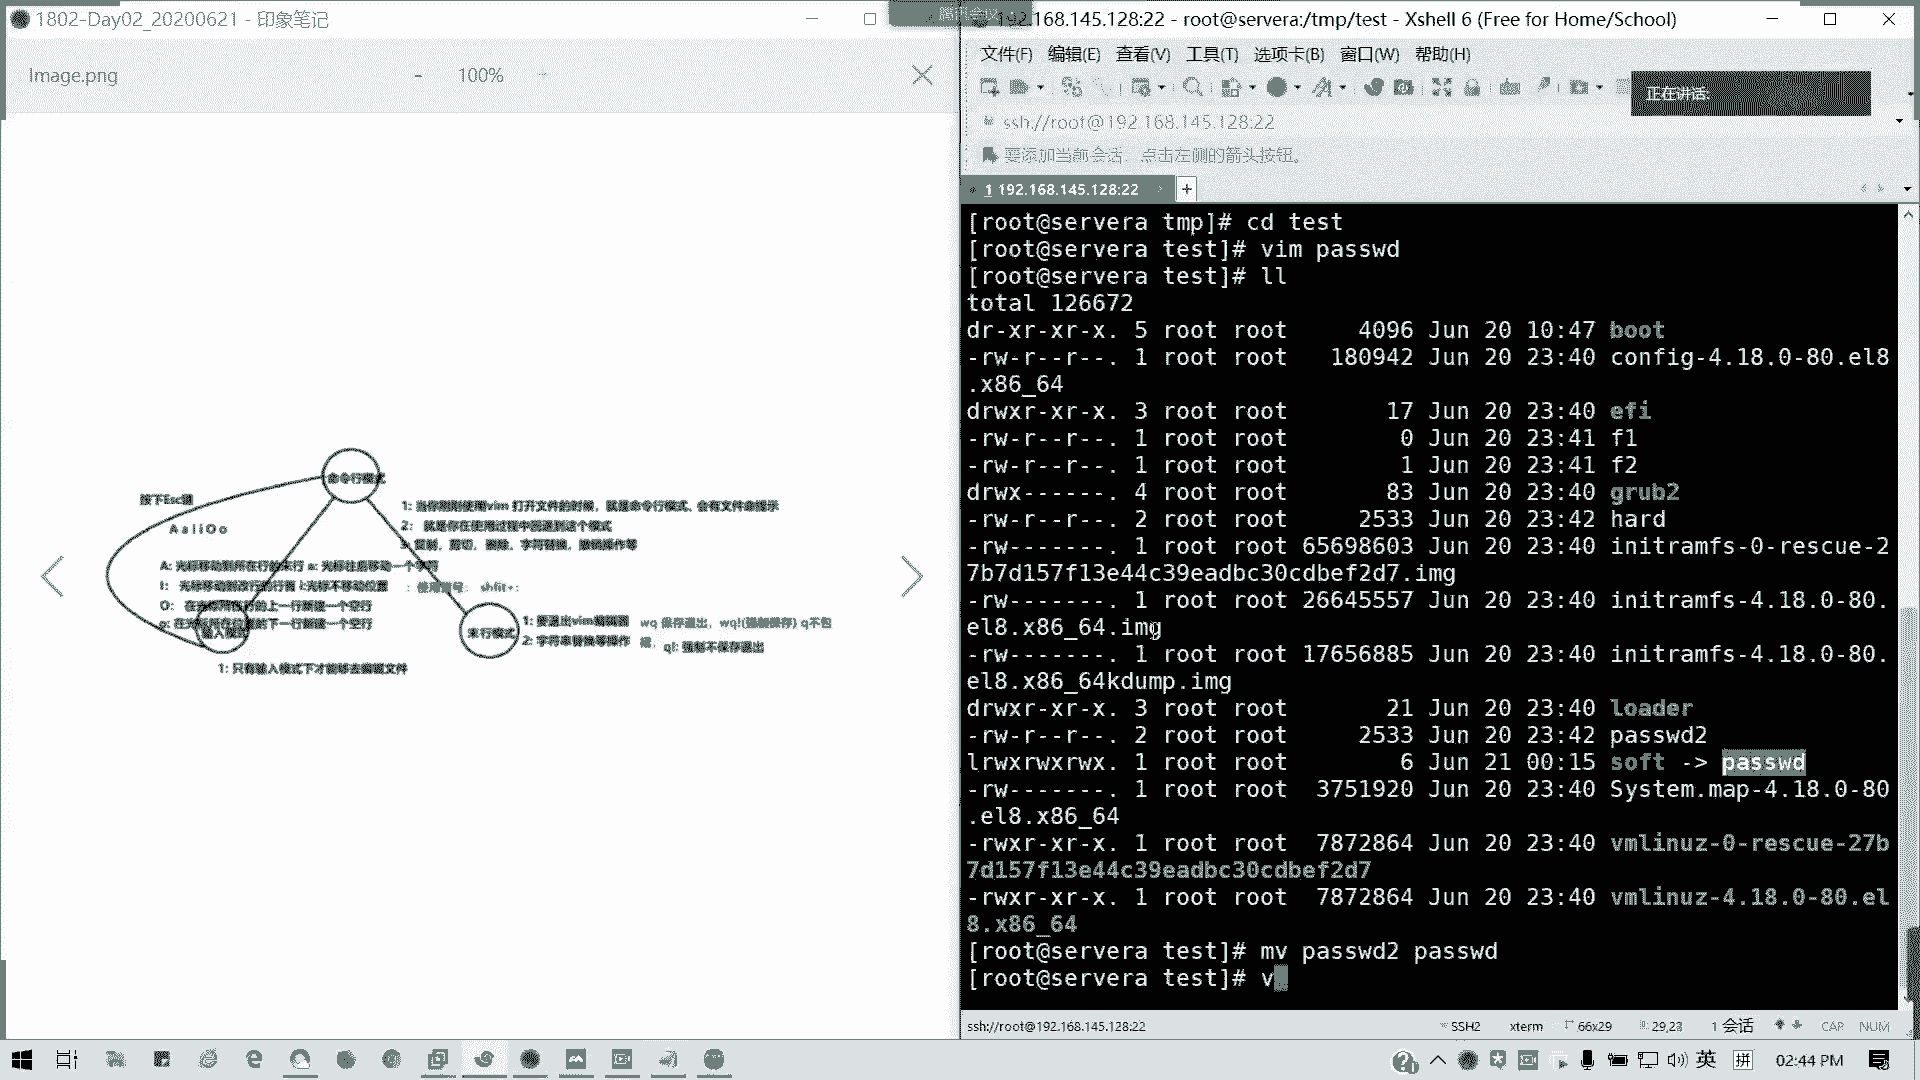 1802-Day02_20200621 - 印象笔记
腾讯会议
192.168.145.128:22 - root@servera:/tmp/test - Xshell 6 (Free for Home/School)
Image.png
100%
文件(F) 编辑(E) 查看(V) 工具(T) 选项卡(B) 窗口(W) 帮助(H)
正在讲话:
ssh://root@192.168.145.128:22
要添加当前会话，点击左侧的箭头按钮。
1 192.168.145.128:22
命令行模式
按下Esc键
A a i I O o
1: 当你刚刚使用vim 打开文件的时候，就是命令行模式、会有文件命提示
2: 就是你在使用过程中回退到这个模式
3: 复制，剪切，删除，字符替换，撤销操作等
A: 光标移动到所在行的末行 a: 光标往后移动一个字符
I: 光标移动到该行的行首 i:光标不移动位置
: 使用冒号: shfit+:
O: 在光标所在行的上一行新建一个空行
o: 在光标所在位置的下一行新建一个空行
输入模式
末行模式
1: 要退出vim编辑器 wq 保存退出，wq!(强制保存) q不包
2: 字符串替换等操作 q!: 强制不保存退出
1: 只有输入模式下才能够去编辑文件
[root@servera tmp]# cd test
[root@servera test]# vim passwd
[root@servera test]# ll
total 126672
dr-xr-xr-x. 5 root root     4096 Jun 20 10:47 boot
-rw-r--r--. 1 root root   180942 Jun 20 23:40 config-4.18.0-80.el8
.x86_64
drwxr-xr-x. 3 root root       17 Jun 20 23:40 efi
-rw-r--r--. 1 root root        0 Jun 20 23:41 f1
-rw-r--r--. 1 root root        1 Jun 20 23:41 f2
drwx------. 4 root root       83 Jun 20 23:40 grub2
-rw-r--r--. 2 root root     2533 Jun 20 23:42 hard
-rw-------. 1 root root 65698603 Jun 20 23:40 initramfs-0-rescue-2
7b7d157f13e44c39eadbc30cdbef2d7.img
-rw-------. 1 root root 26645557 Jun 20 23:40 initramfs-4.18.0-80.
el8.x86_64.img
-rw-------. 1 root root 17656885 Jun 20 23:40 initramfs-4.18.0-80.
el8.x86_64kdump.img
drwxr-xr-x. 3 root root       21 Jun 20 23:40 loader
-rw-r--r--. 2 root root     2533 Jun 20 23:42 passwd2
lrwxrwxrwx. 1 root root        6 Jun 21 00:15 soft -> passwd
-rw-------. 1 root root  3751920 Jun 20 23:40 System.map-4.18.0-80
.el8.x86_64
-rwxr-xr-x. 1 root root  7872864 Jun 20 23:40 vmlinuz-0-rescue-27b
7d157f13e44c39eadbc30cdbef2d7
-rwxr-xr-x. 1 root root  7872864 Jun 20 23:40 vmlinuz-4.18.0-80.el
8.x86_64
[root@servera test]# mv passwd2 passwd
[root@servera test]# v
ssh://root@192.168.145.128:22
SSH2 xterm 66x29 29,23 1 会话 CAP NUM
英 拼 02:44 PM